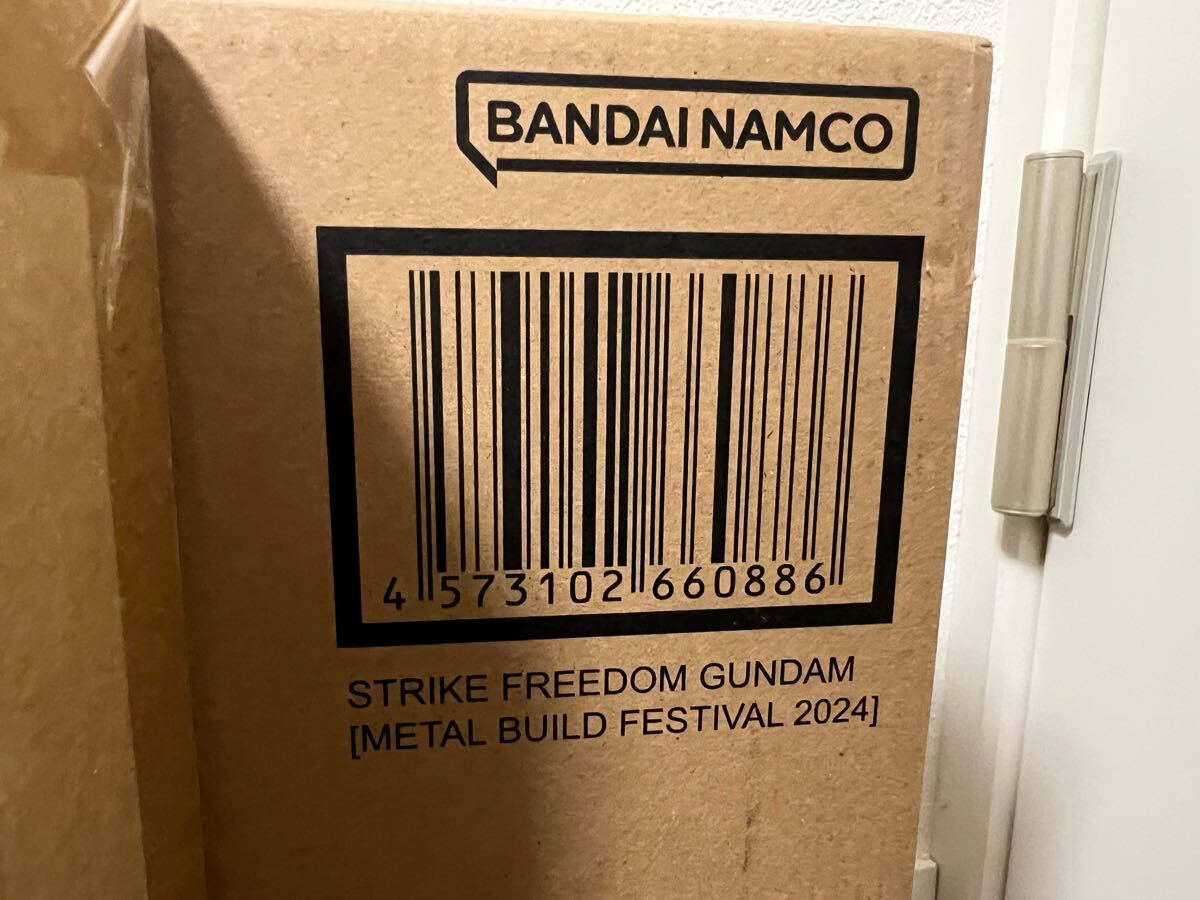 BANDAI NAMCO
4 573102 660886
STRIKE FREEDOM GUNDAM
[METAL BUILD FESTIVAL 2024]